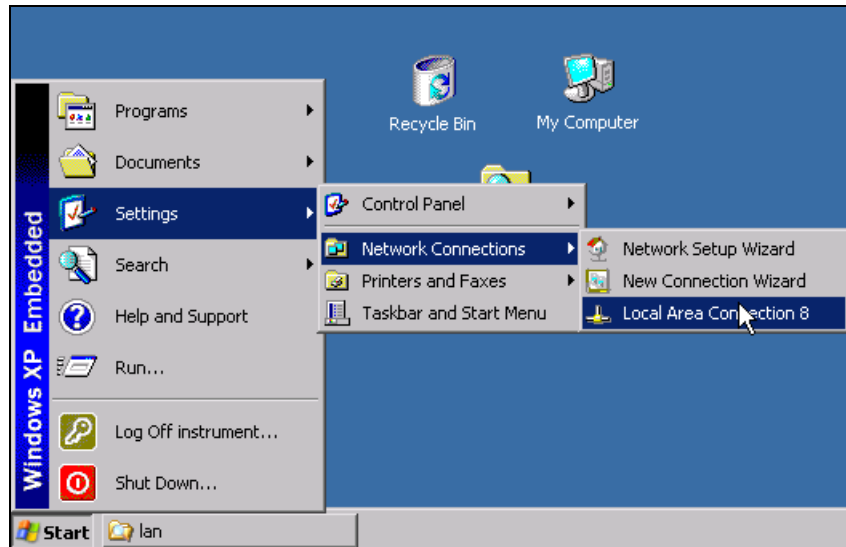 Recycle Bin
My Computer
Windows XP Embedded
Programs
Documents
Settings
Search
Help and Support
Run...
Log Off instrument...
Shut Down...
Control Panel
Network Connections
Printers and Faxes
Taskbar and Start Menu
Network Setup Wizard
New Connection Wizard
Local Area Connection 8
Start
lan